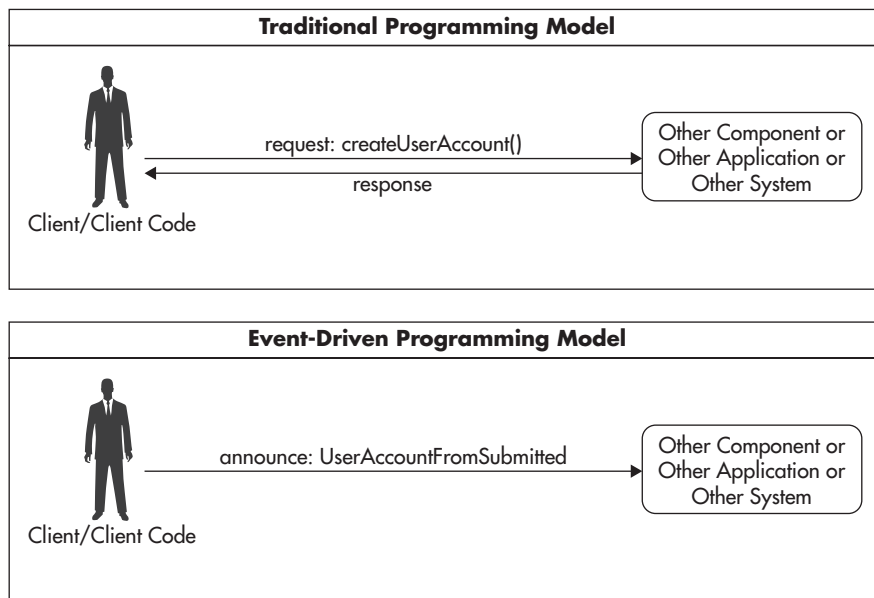 Traditional Programming Model
request: createUserAccount()
response
Client/Client Code
Other Component or
Other Application or
Other System
Event-Driven Programming Model
announce: UserAccountFromSubmitted
Client/Client Code
Other Component or
Other Application or
Other System